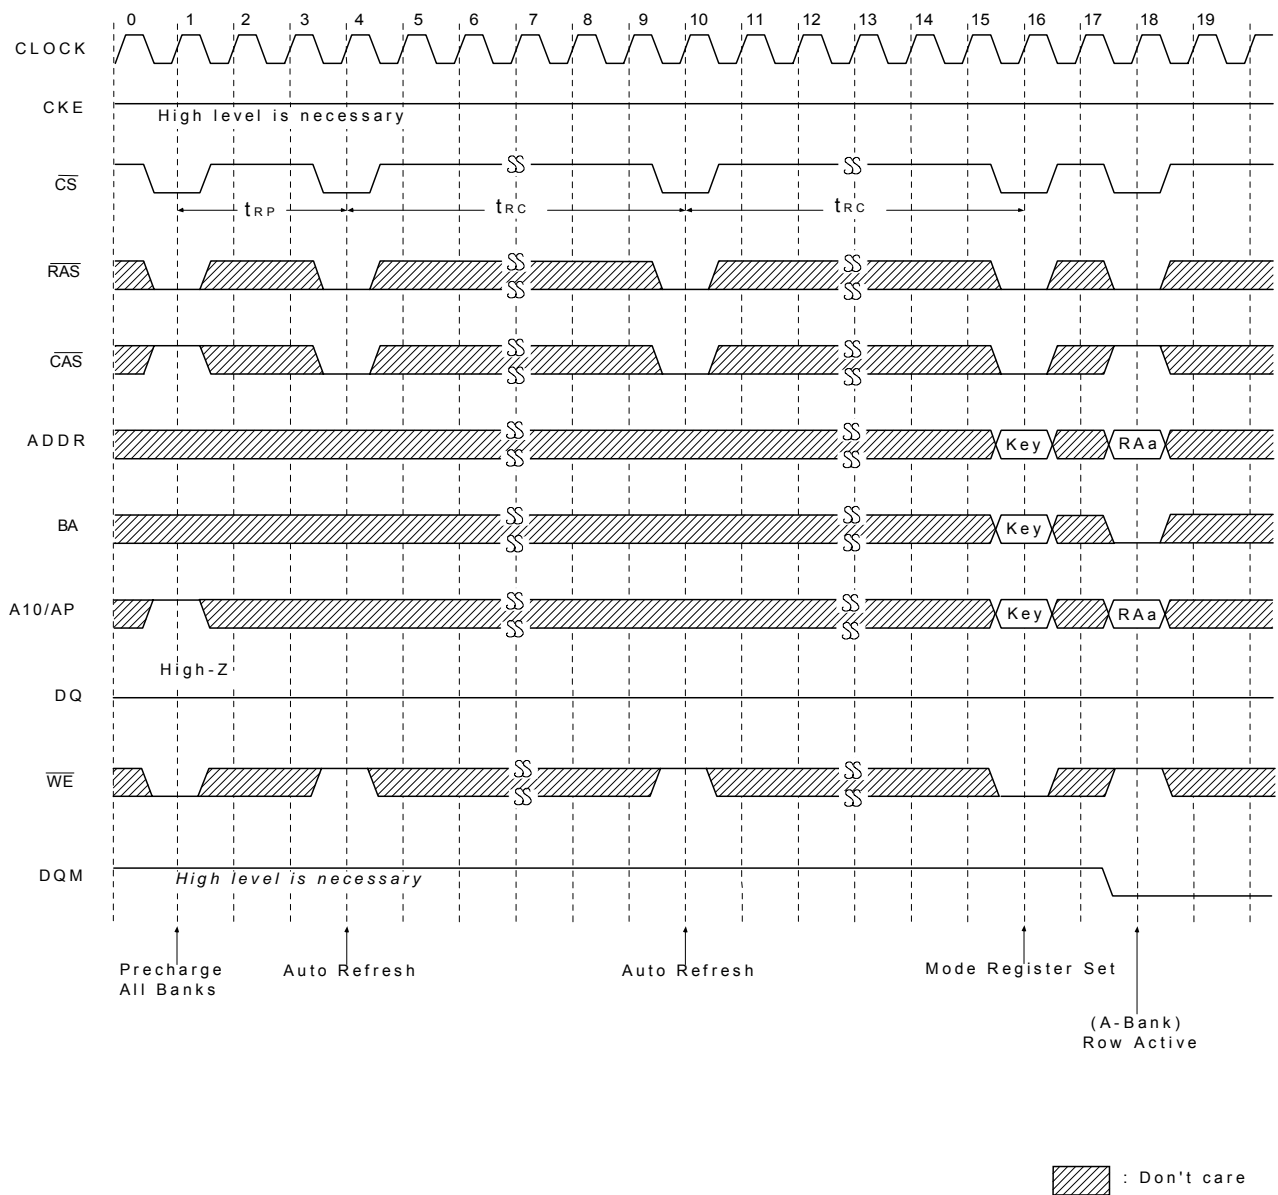 0 1 2 3 4 5 6 7 8 9 10 11 12 13 14 15 16 17 18 19
CLOCK
CKE
High level is necessary
CS
tRP tRC tRC
RAS
CAS
ADDR Key RAa
BA Key
A10/AP Key RAa
High-Z
DQ
WE
DQM
High level is necessary
Precharge All Banks
Auto Refresh
Auto Refresh
Mode Register Set
(A-Bank)
Row Active
: Don't care